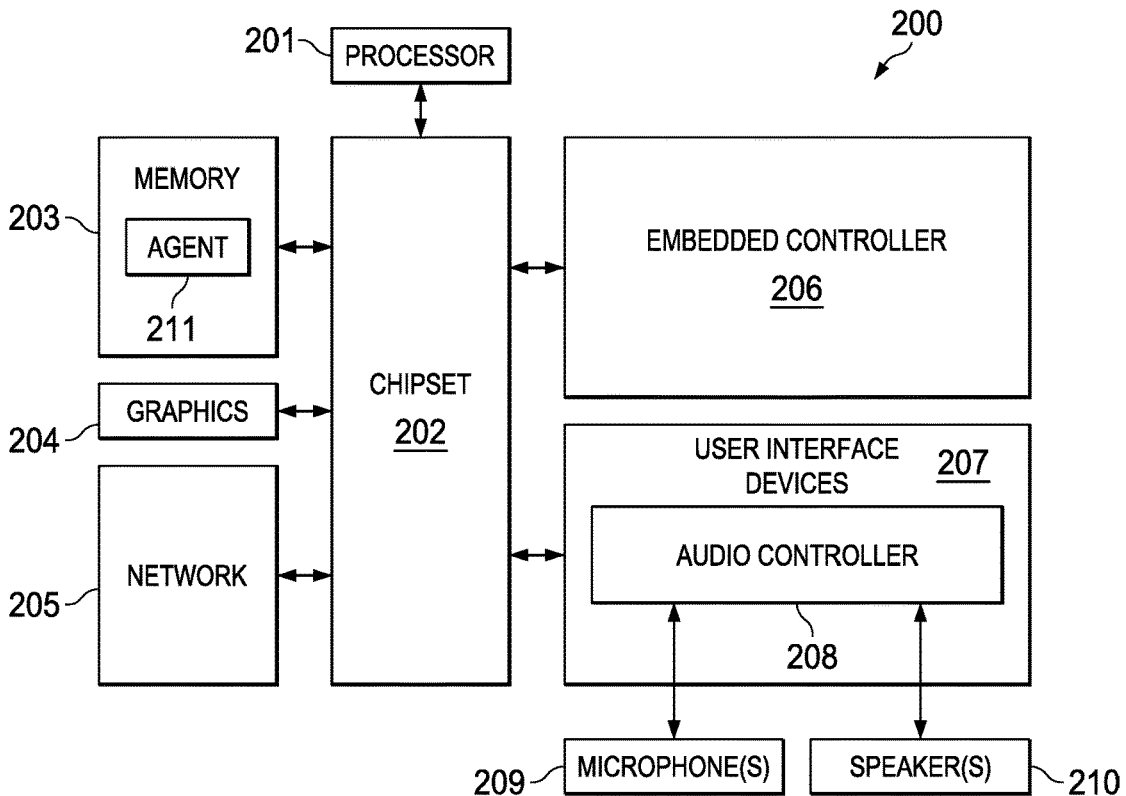 200
201
PROCESSOR
MEMORY
203
AGENT
211
EMBEDDED CONTROLLER
206
CHIPSET
202
GRAPHICS
204
USER INTERFACE
DEVICES
207
AUDIO CONTROLLER
208
NETWORK
205
MICROPHONE(S)
209
SPEAKER(S)
210